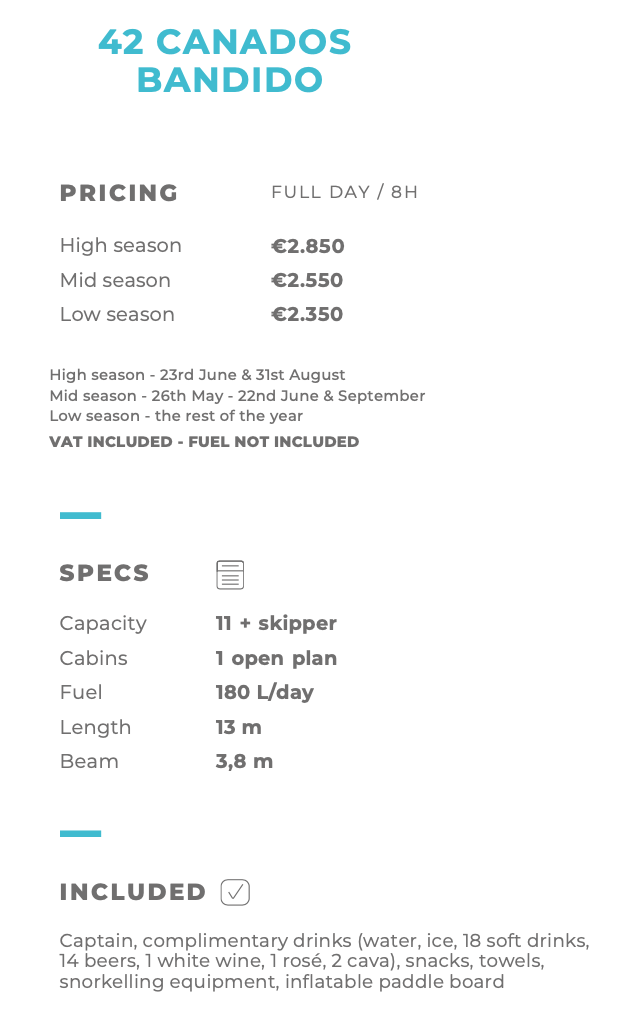 42 CANADOS
BANDIDO
PRICING FULL DAY / 8H
High season €2.850
Mid season €2.550
Low season €2.350
High season - 23rd June & 31st August
Mid season - 26th May - 22nd June & September
Low season - the rest of the year
VAT INCLUDED - FUEL NOT INCLUDED
SPECS
Capacity 11 + skipper
Cabins 1 open plan
Fuel 180 L/day
Length 13 m
Beam 3,8 m
INCLUDED
Captain, complimentary drinks (water, ice, 18 soft drinks,
14 beers, 1 white wine, 1 rosé, 2 cava), snacks, towels,
snorkelling equipment, inflatable paddle board